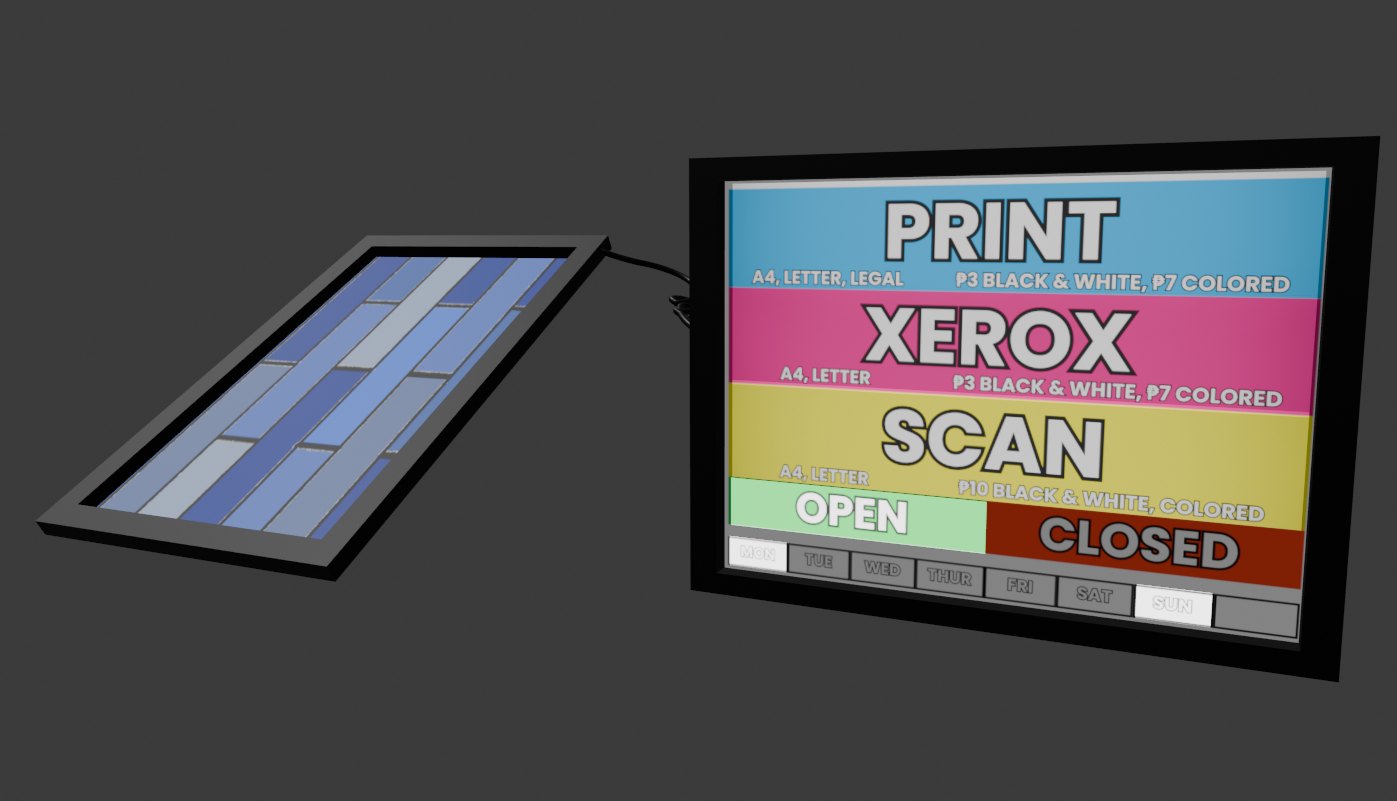 PRINT
A4, LETTER, LEGAL ₱3 BLACK & WHITE, ₱7 COLORED
XEROX
A4, LETTER ₱3 BLACK & WHITE, ₱7 COLORED
SCAN
A4, LETTER ₱10 BLACK & WHITE, COLORED
OPEN CLOSED
MON TUE WED THUR FRI SAT SUN